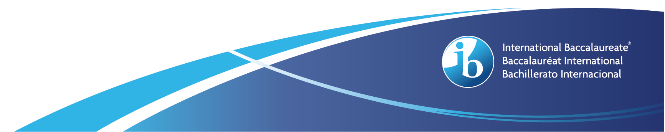 ib
International Baccalaureate®
Baccalauréat International
Bachillerato Internacional